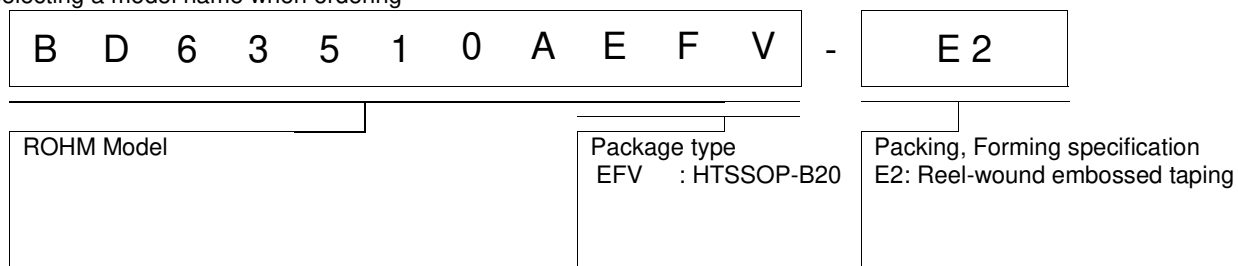 selecting a model name when ordering
B D 6 3 5 1 0 A E F V - E 2
ROHM Model
Package type
EFV : HTSSOP-B20
Packing, Forming specification
E2: Reel-wound embossed taping